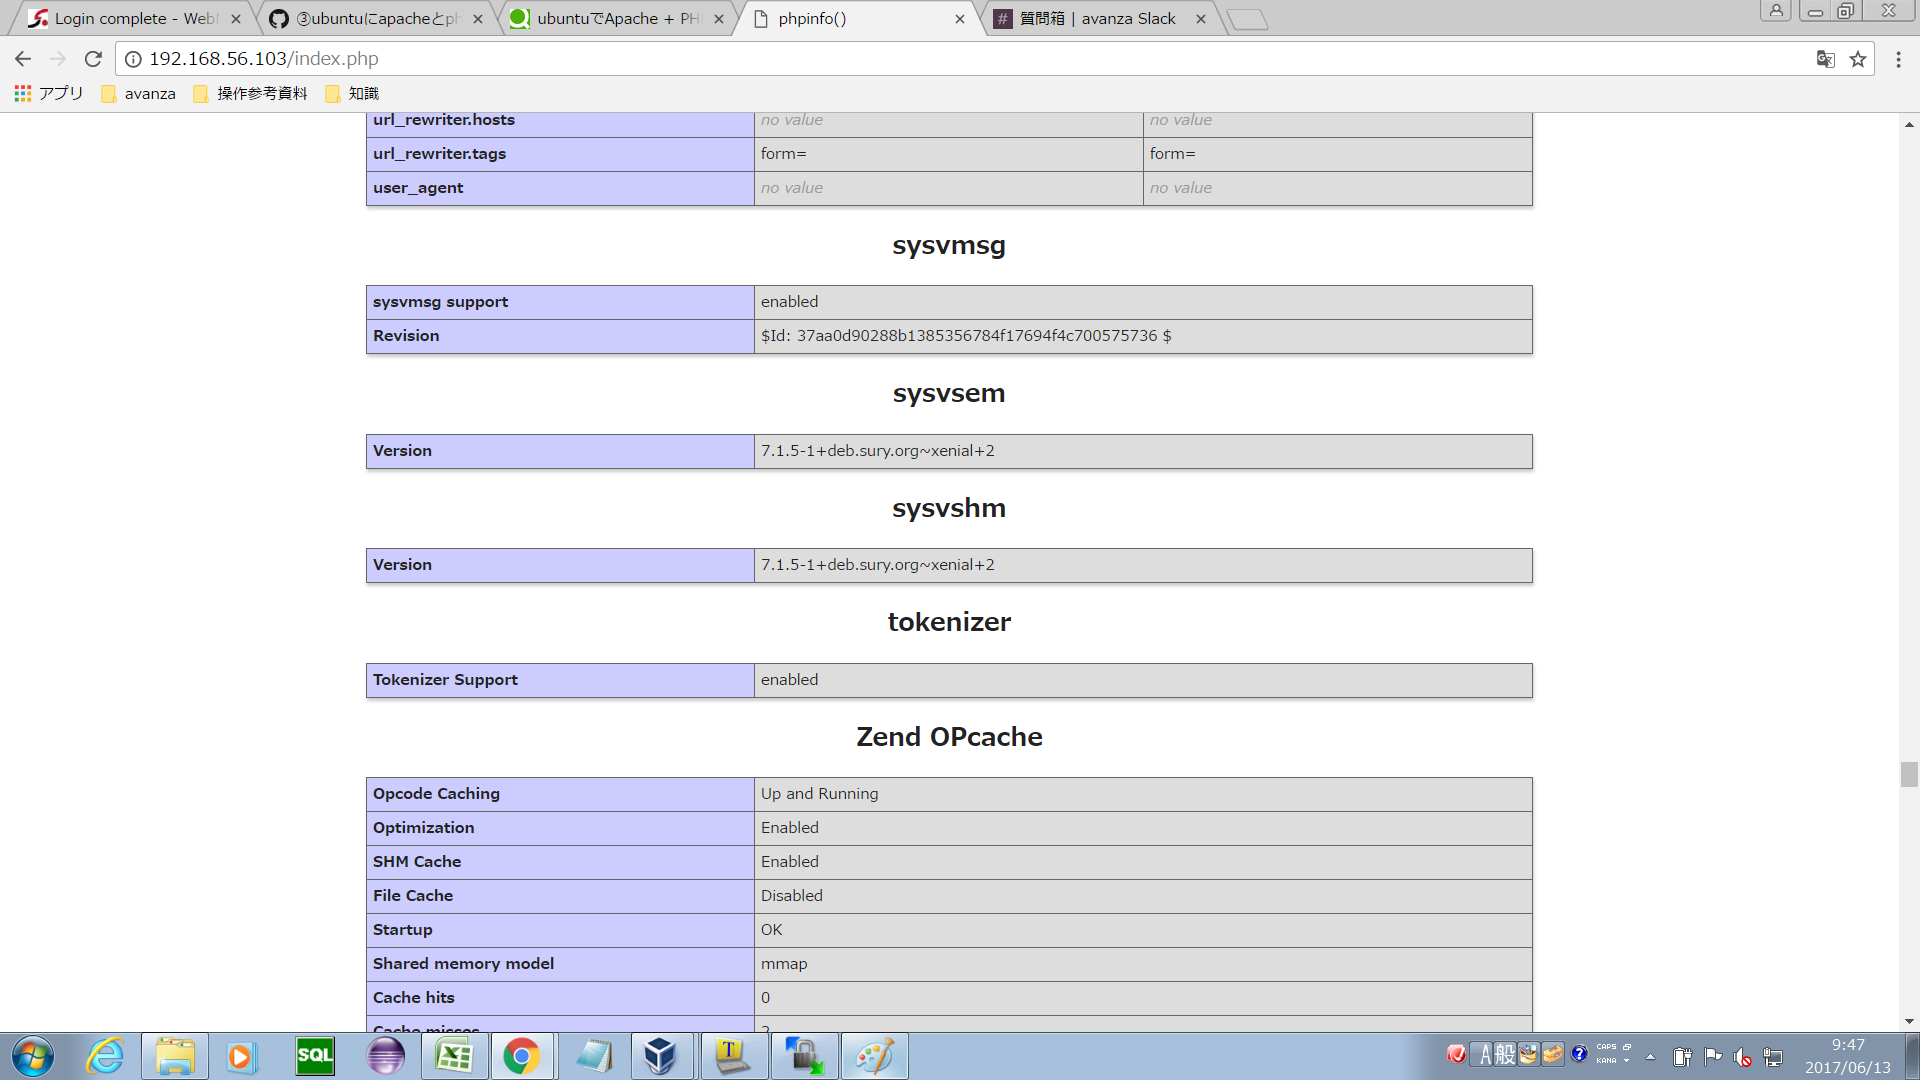 Login complete - Web
③ubuntuにapacheとph
ubuntuでApache + PH
phpinfo()
質問箱 | avanza Slack
192.168.56.103/index.php
アプリ avanza 操作参考資料 知識
url_rewriter.hosts no value no value
url_rewriter.tags form= form=
user_agent no value no value
sysvmsg
sysvmsg support enabled
Revision $Id: 37aa0d90288b1385356784f17694f4c700575736 $
sysvsem
Version 7.1.5-1+deb.sury.org~xenial+2
sysvshm
Version 7.1.5-1+deb.sury.org~xenial+2
tokenizer
Tokenizer Support enabled
Zend OPcache
Opcode Caching Up and Running
Optimization Enabled
SHM Cache Enabled
File Cache Disabled
Startup OK
Shared memory model mmap
Cache hits 0
Cache misses 2
SQL
A 般
CAPS
KANA
9:47
2017/06/13